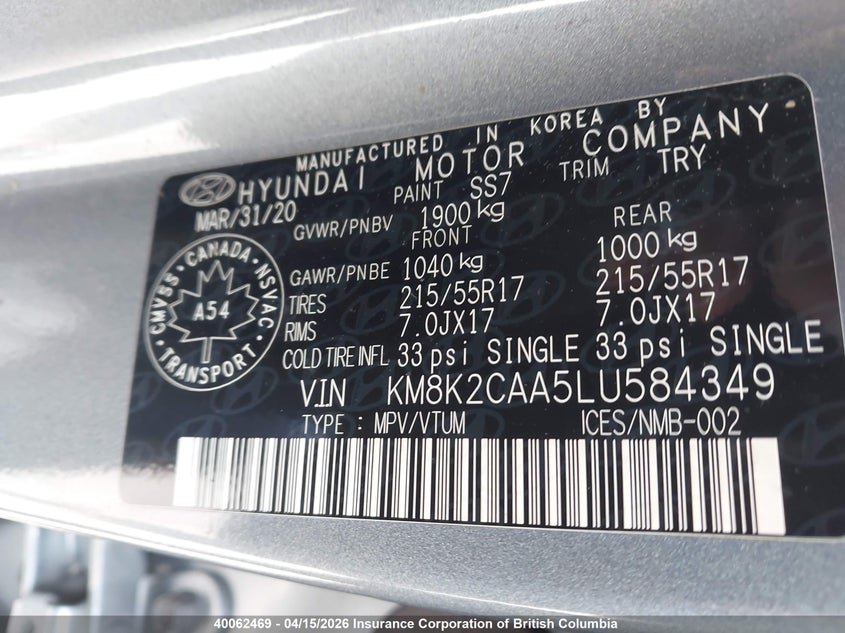 MANUFACTURED IN KOREA BY
HYUNDAI MOTOR COMPANY
MAR/31/20 PAINT SS7 TRIM TRY
GVWR/PNBV 1900 kg
FRONT REAR
GAWR/PNBE 1040 kg 1000 kg
TIRES 215/55R17 215/55R17
RIMS 7.0JX17 7.0JX17
COLD TIRE INFL 33 psi SINGLE 33 psi SINGLE
CMVSS • CANADA • NSVAC • TRANSPORT •
A54
V.I.N KM8K2CAA5LU584349
TYPE : MPV/VTUM ICES/NMB-002
40062469 - 04/15/2026 Insurance Corporation of British Columbia